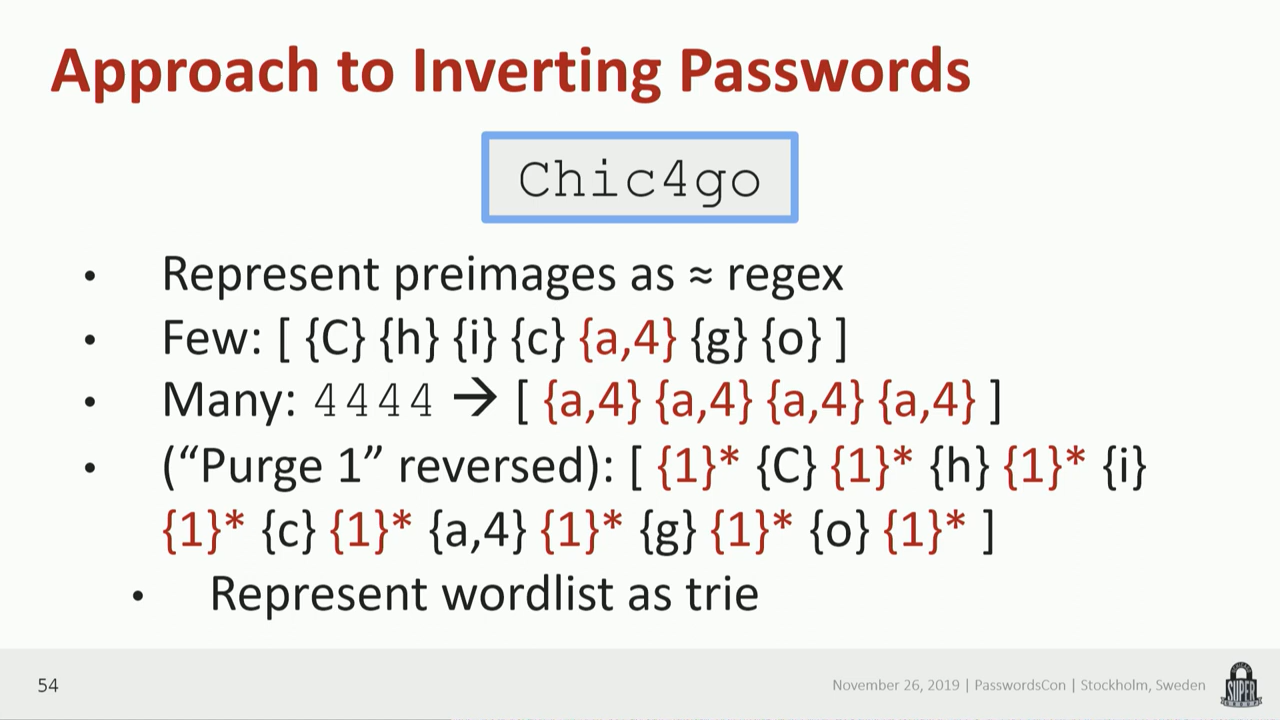 Approach to Inverting Passwords
Chic4go
• Represent preimages as ≈ regex
• Few: [ {C} {h} {i} {c} {a,4} {g} {o} ]
• Many: 4444 → [ {a,4} {a,4} {a,4} {a,4} ]
• (“Purge 1” reversed): [ {1}* {C} {1}* {h} {1}* {i}
{1}* {c} {1}* {a,4} {1}* {g} {1}* {o} {1}* ]
• Represent wordlist as trie
54
November 26, 2019 | PasswordsCon | Stockholm, Sweden
SUPER